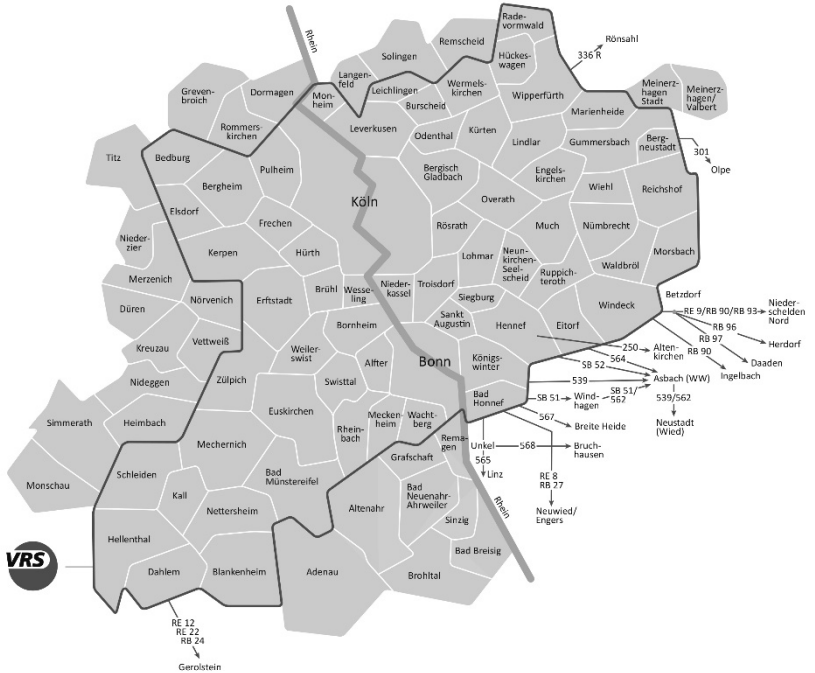 Rhein
Rade-
vormwald
Remscheid
Solingen
Hückes-
wagen
336 R
Rönsahl
Langen-
feld
Leichlingen
Wermels-
kirchen
Burscheid
Wipperfürth
Meinerz-
hagen
Stadt
Meinerz-
hagen/
Valbert
Greven-
broich
Dormagen
Mon-
heim
Rommers-
kirchen
Marienheide
Leverkusen
Odenthal
Kürten
Lindlar
Gummersbach
Berg-
neustadt
301
Olpe
Titz
Bedburg
Pulheim
Bergheim
Bergisch
Gladbach
Engels-
kirchen
Wiehl
Reichshof
Elsdorf
Köln
Overath
Frechen
Rösrath
Much
Nümbrecht
Nieder-
zier
Kerpen
Hürth
Lohmar
Neun-
kirchen-
Seel-
scheid
Ruppich-
teroth
Waldbröl
Morsbach
Merzenich
Nörvenich
Erftstadt
Brühl
Wesse-
ling
Nieder-
kassel
Troisdorf
Siegburg
Windeck
Betzdorf
RE 9/RB 90/RB 93
Nieder-
schelden
Nord
Düren
Bornheim
Sankt
Augustin
Hennef
Eitorf
RB 96
Herdorf
RB 97
Daaden
RB 90
Ingelbach
Kreuzau
Vettweiß
Weiler-
swist
Alfter
Bonn
Königs-
winter
250
Alten-
kirchen
564
SB 52
Asbach (WW)
Nideggen
Zülpich
Swisttal
539
Bad
Honnef
SB 51
Wind-
hagen
SB 51/
562
539/562
Neustadt
(Wied)
Simmerath
Heimbach
Euskirchen
Rhein-
bach
Mecken-
heim
Wacht-
berg
567
Breite Heide
Mechernich
Rema-
gen
Unkel
568
Bruch-
hausen
565
Linz
Grafschaft
Monschau
Schleiden
Kall
Bad
Münstereifel
RE 8
RB 27
Neuwied/
Engers
Nettersheim
Altenahr
Bad
Neuenahr-
Ahrweiler
Sinzig
Rhein
Hellenthal
Bad Breisig
VRS
Dahlem
Blankenheim
Adenau
Brohltal
RE 12
RE 22
RB 24
Gerolstein